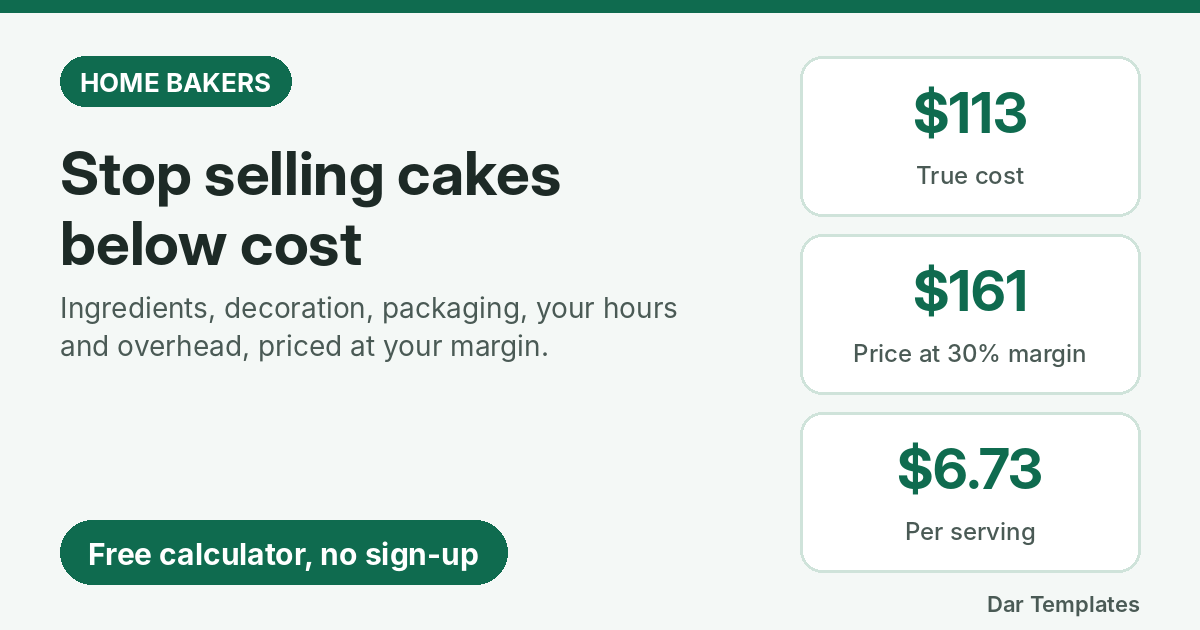 HOME BAKERS
Stop selling cakes
below cost
Ingredients, decoration, packaging, your hours
and overhead, priced at your margin.
Free calculator, no sign-up
$113
True cost
$161
Price at 30% margin
$6.73
Per serving
Dar Templates